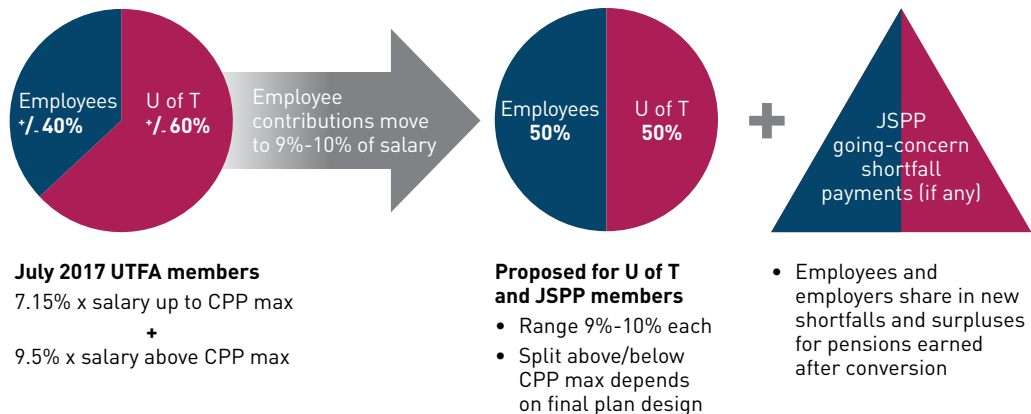 Employees
+/- 40%
U of T
+/- 60%
Employee
contributions move
to 9%-10% of salary
Employees
50%
U of T
50%
+
JSPP
going-concern
shortfall
payments (if any)
July 2017 UTFA members
7.15% x salary up to CPP max
+
9.5% x salary above CPP max
Proposed for U of T
and JSPP members
• Range 9%-10% each
• Split above/below
CPP max depends
on final plan design
• Employees and
employers share in new
shortfalls and surpluses
for pensions earned
after conversion